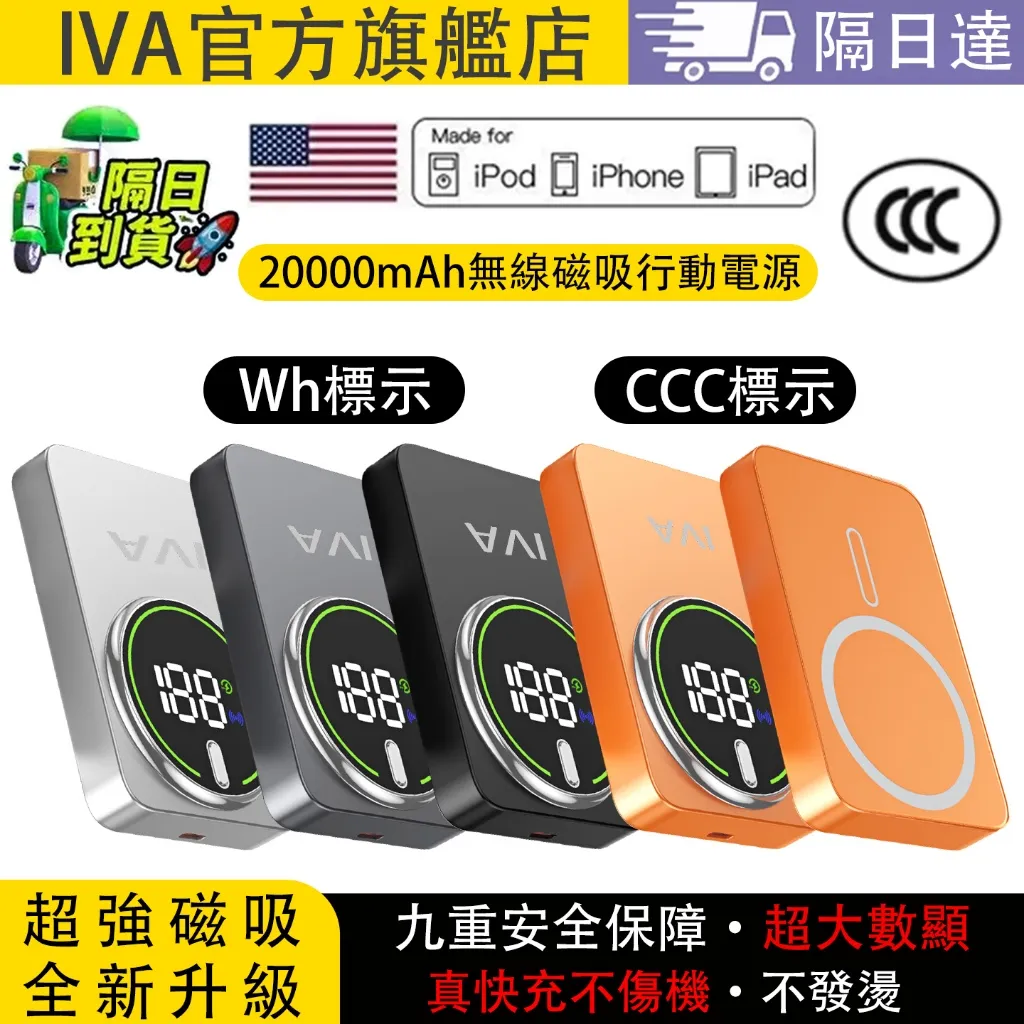 IVA官方旗艦店
隔日達
隔日
到貨
Made for
iPod iPhone iPad
CCC
20000mAh無線磁吸行動電源
Wh標示
CCC標示
IVA
IVA
IVA
IVA
188
188
188
188
超強磁吸
全新升級
九重安全保障・超大數顯
真快充不傷機・不發燙